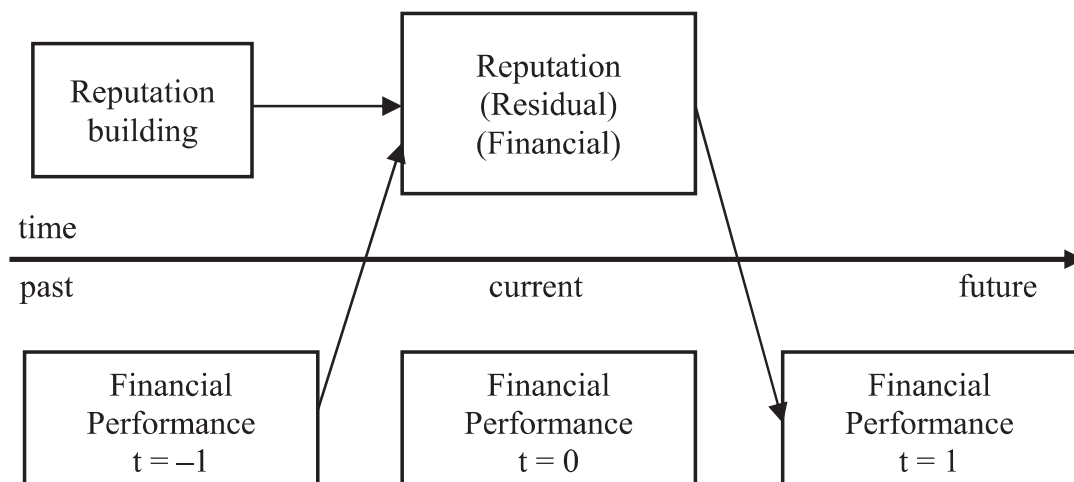 Reputation
building
Reputation
(Residual)
(Financial)
time
past
current
future
Financial
Performance
t = –1
Financial
Performance
t = 0
Financial
Performance
t = 1